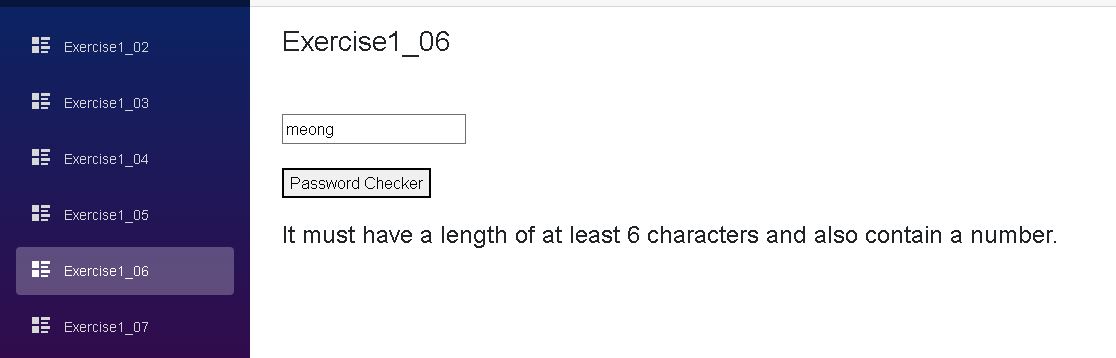 Exercise1_02
Exercise1_03
Exercise1_04
Exercise1_05
Exercise1_06
Exercise1_07
Exercise1_06
meong
Password Checker
It must have a length of at least 6 characters and also contain a number.